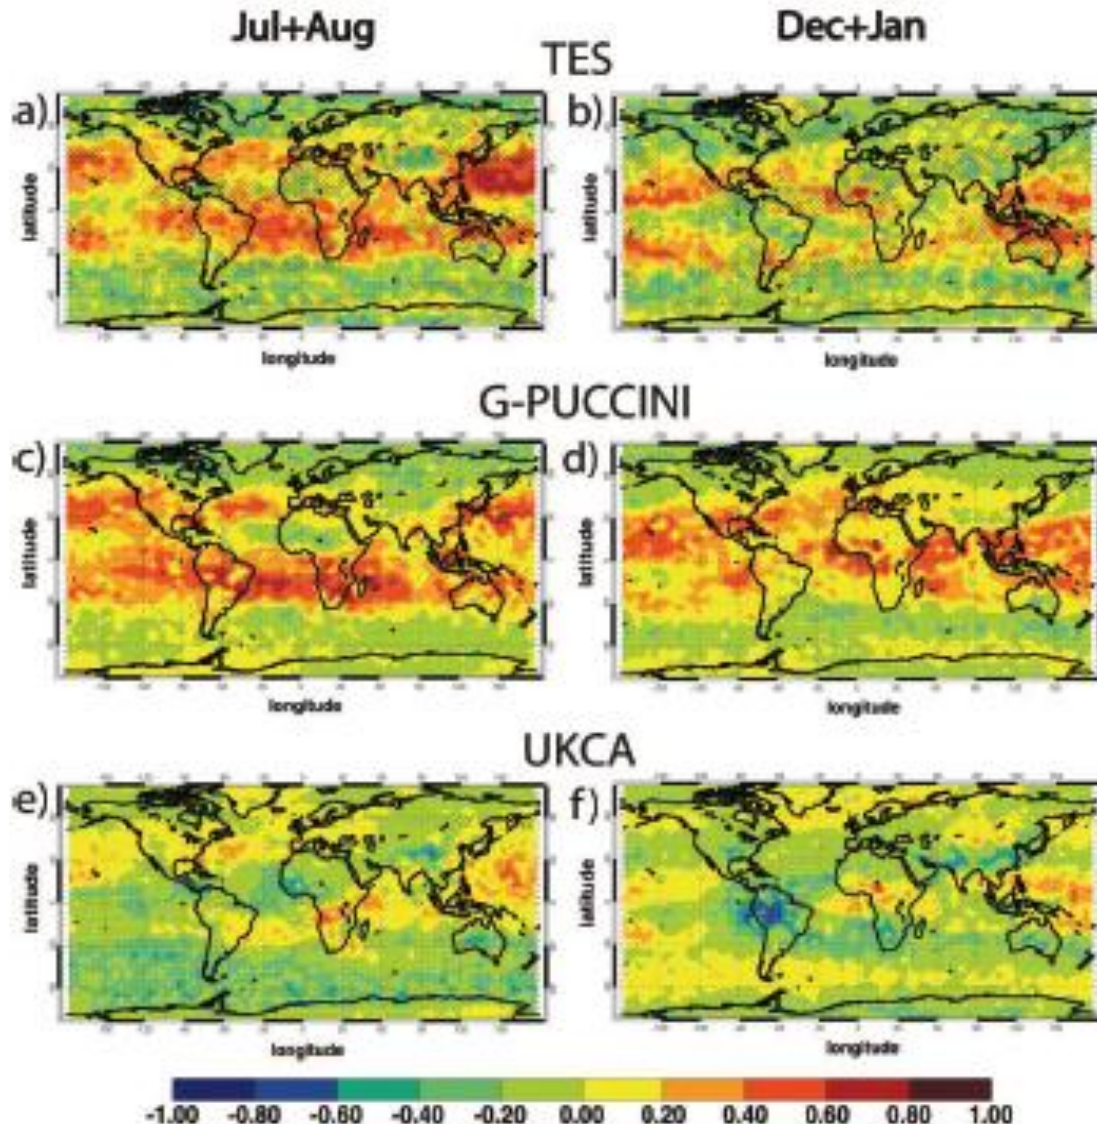 Jul+Aug Dec+Jan
TES
a) b)
latitude latitude
longitude longitude
G-PUCCINI
c) d)
latitude latitude
longitude longitude
UKCA
e) f)
latitude latitude
longitude longitude
-1.00 -0.80 -0.60 -0.40 -0.20 0.00 0.20 0.40 0.60 0.80 1.00